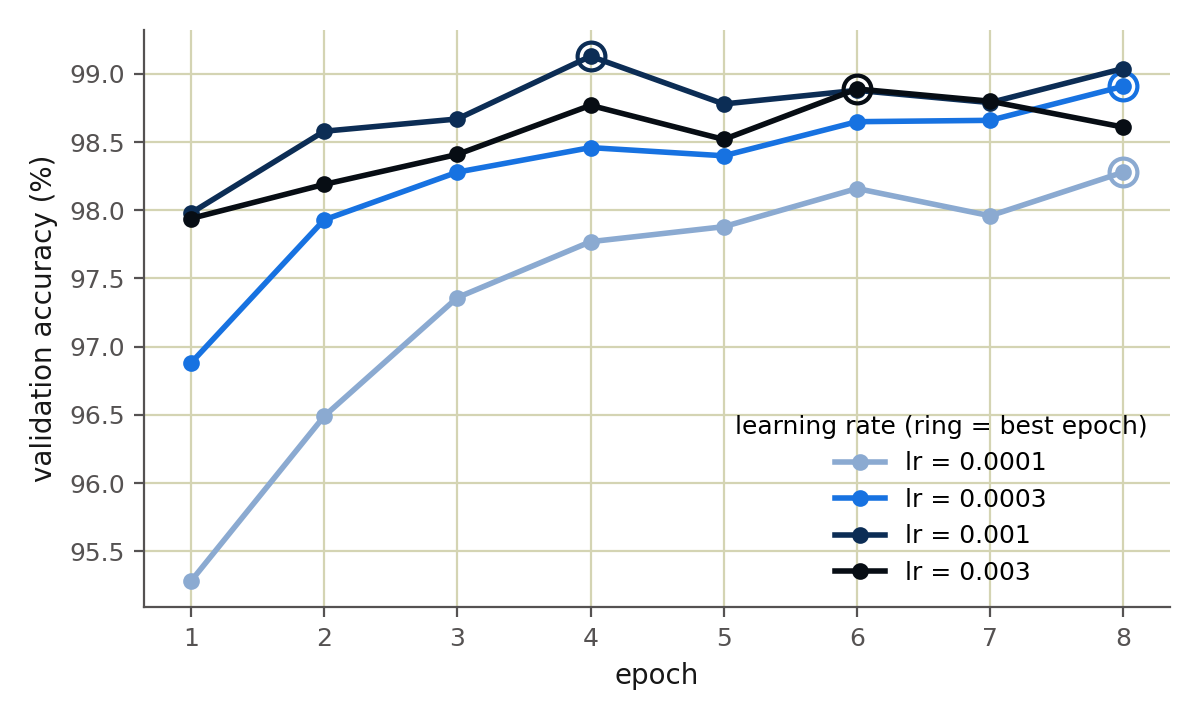 99.0
98.5
98.0
97.5
97.0
96.5
96.0
95.5
validation accuracy (%)
learning rate (ring = best epoch)
lr = 0.0001
lr = 0.0003
lr = 0.001
lr = 0.003
1 2 3 4 5 6 7 8
epoch